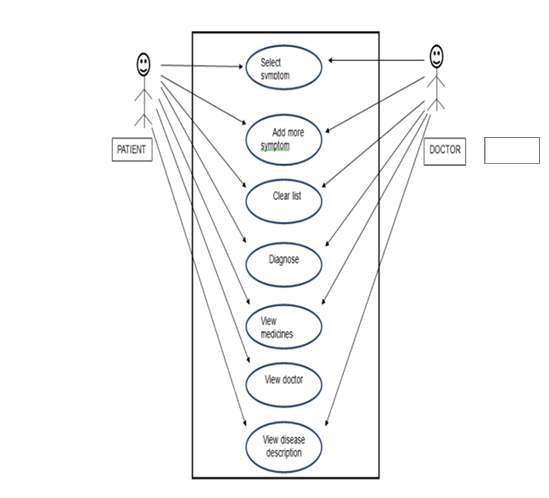 Select
symptom
Add more
symptom
PATIENT
DOCTOR
Clear list
Diagnose
View
medicines
View doctor
View disease
description